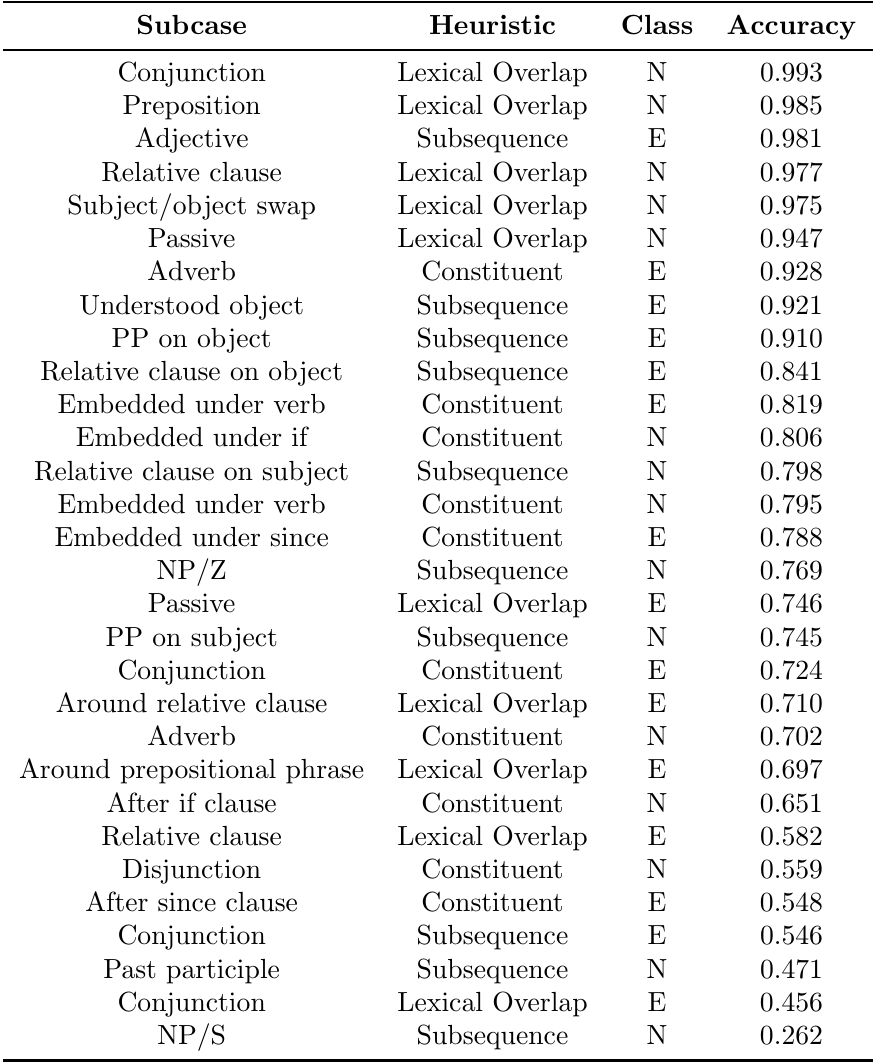 Subcase Heuristic Class Accuracy
Conjunction Lexical Overlap N 0.993
Preposition Lexical Overlap N 0.985
Adjective Subsequence E 0.981
Relative clause Lexical Overlap N 0.977
Subject/object swap Lexical Overlap N 0.975
Passive Lexical Overlap N 0.947
Adverb Constituent E 0.928
Understood object Subsequence E 0.921
PP on object Subsequence E 0.910
Relative clause on object Subsequence E 0.841
Embedded under verb Constituent E 0.819
Embedded under if Constituent N 0.806
Relative clause on subject Subsequence N 0.798
Embedded under verb Constituent N 0.795
Embedded under since Constituent E 0.788
NP/Z Subsequence N 0.769
Passive Lexical Overlap E 0.746
PP on subject Subsequence N 0.745
Conjunction Constituent E 0.724
Around relative clause Lexical Overlap E 0.710
Adverb Constituent N 0.702
Around prepositional phrase Lexical Overlap E 0.697
After if clause Constituent N 0.651
Relative clause Lexical Overlap E 0.582
Disjunction Constituent N 0.559
After since clause Constituent E 0.548
Conjunction Subsequence E 0.546
Past participle Subsequence N 0.471
Conjunction Lexical Overlap E 0.456
NP/S Subsequence N 0.262